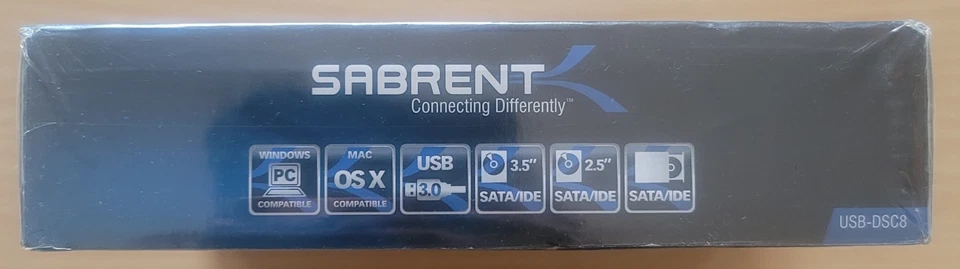 SABRENT
Connecting Differently™
WINDOWS
PC
COMPATIBLE
MAC
OS X
COMPATIBLE
USB
3.0
3.5"
SATA/IDE
2.5"
SATA/IDE
SATA/IDE
USB-DSC8